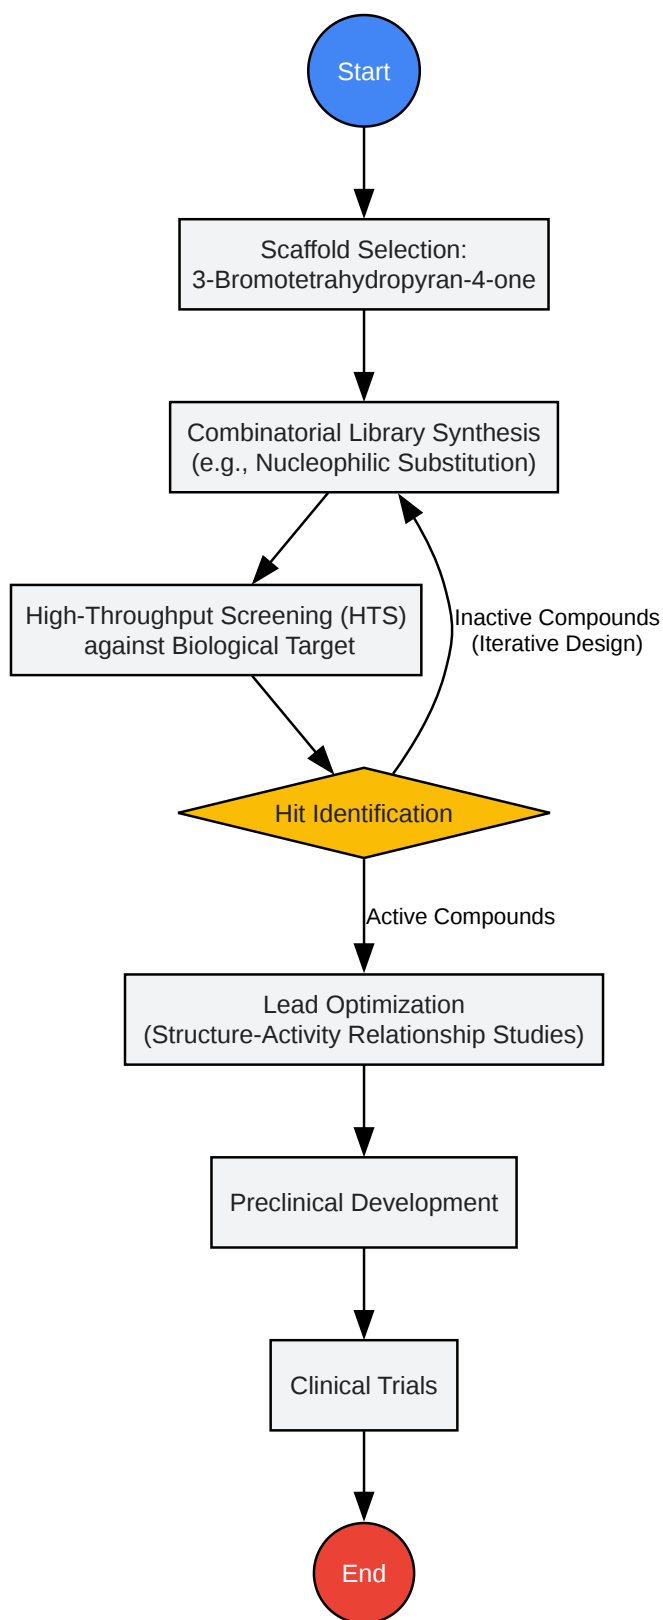 Start
Scaffold Selection:
3-Bromotetrahydropyran-4-one
Combinatorial Library Synthesis
(e.g., Nucleophilic Substitution)
High-Throughput Screening (HTS)
against Biological Target
Inactive Compounds
(Iterative Design)
Hit Identification
Active Compounds
Lead Optimization
(Structure-Activity Relationship Studies)
Preclinical Development
Clinical Trials
End